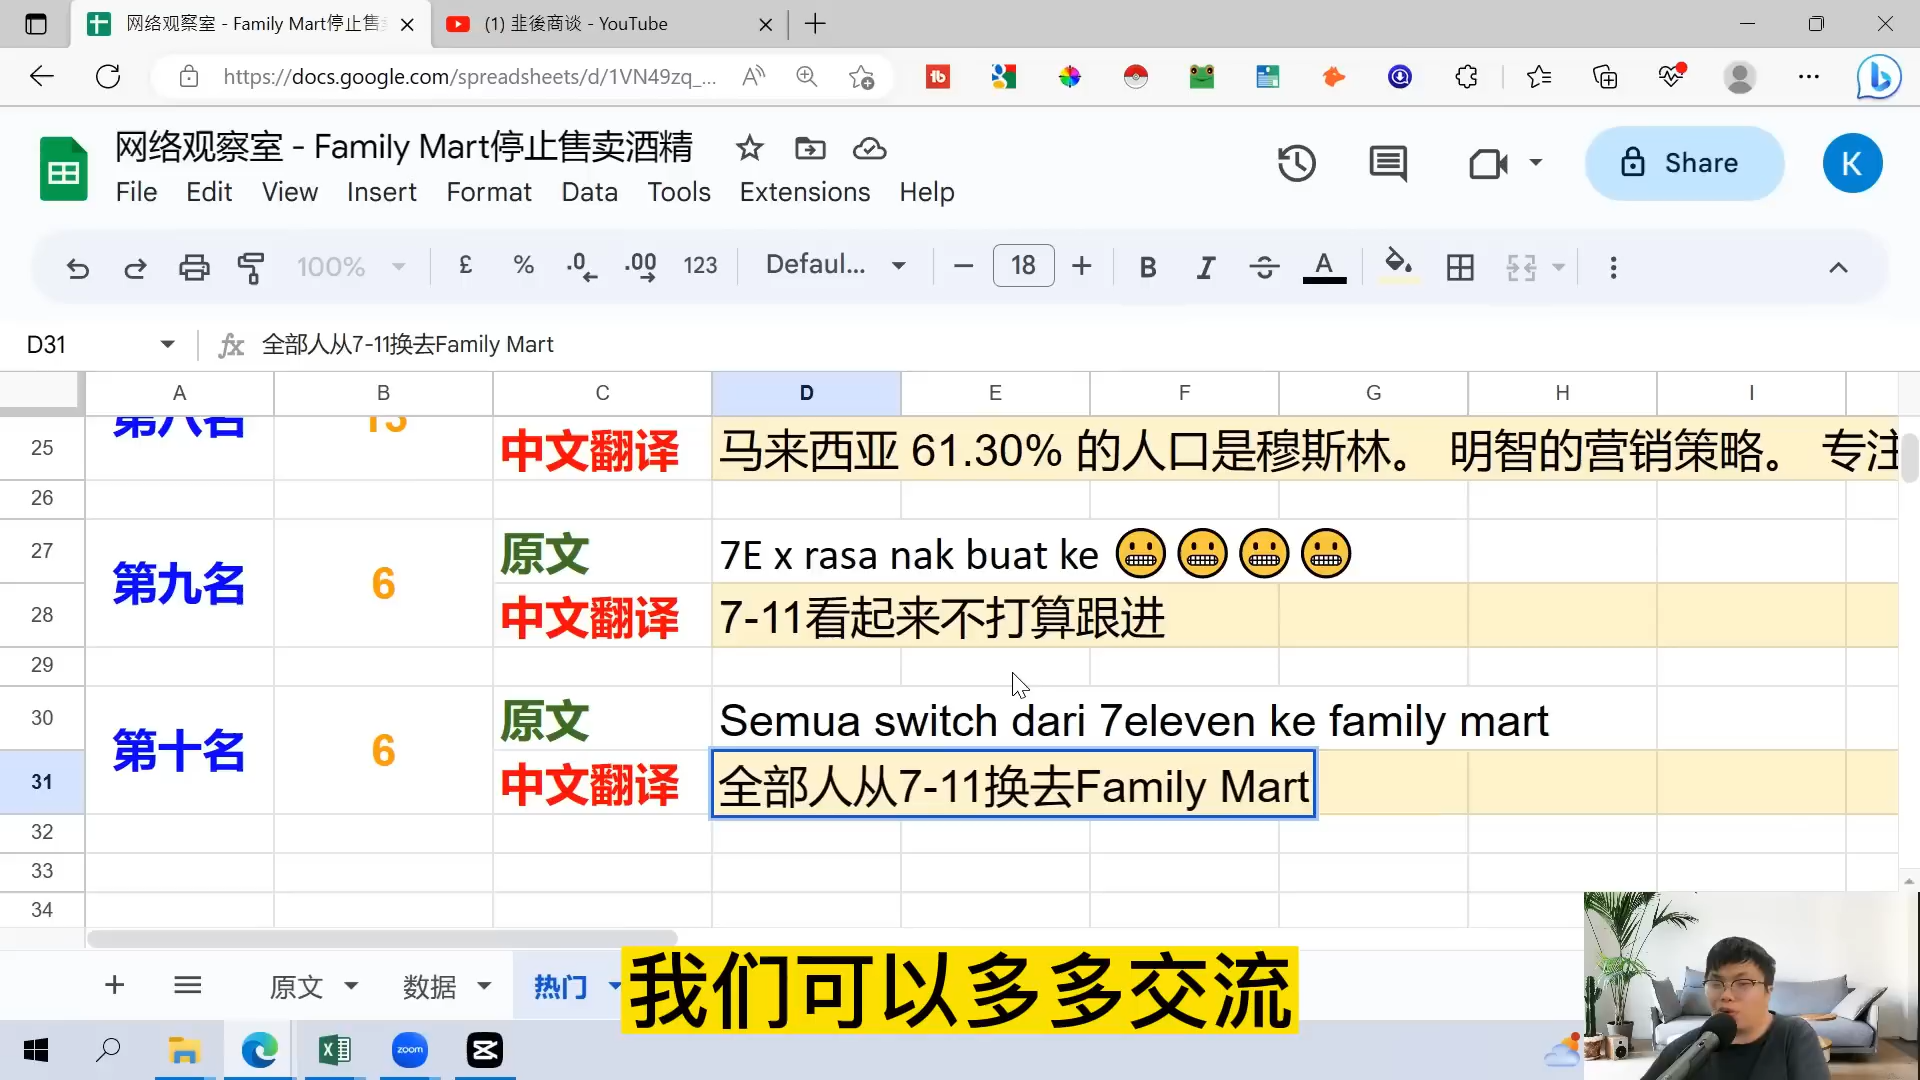 网络观察室 - Family Mart停止售
(1) 韭後商谈 - YouTube
https://docs.google.com/spreadsheets/d/1VN49zq_...
网络观察室 - Family Mart停止售卖酒精
File Edit View Insert Format Data Tools Extensions Help
Share
K
100% £ % .0 .00 123 Defaul... 18 B I A
D31 fx 全部人从7-11换去Family Mart
A B C D E F G H I
第八名 13
25 中文翻译 马来西亚 61.30% 的人口是穆斯林。 明智的营销策略。 专注
26
27 原文 7E x rasa nak buat ke 😬😬😬😬
第九名 6
28 中文翻译 7-11看起来不打算跟进
29
30 原文 Semua switch dari 7eleven ke family mart
第十名 6
31 中文翻译 全部人从7-11换去Family Mart
32
33
34
原文 数据 热门
我们可以多多交流
zoom